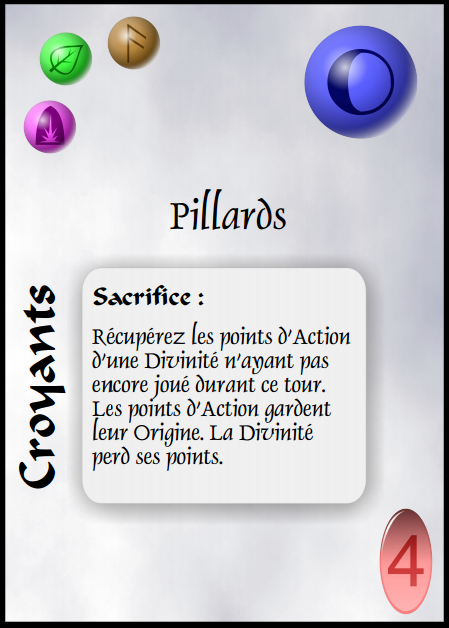 Pillards
Croyants
Sacrifice :
Récupérez les points d'Action
d'une Divinité n'ayant pas
encore joué durant ce tour.
Les points d'Action gardent
leur Origine. La Divinité
perd ses points.
4